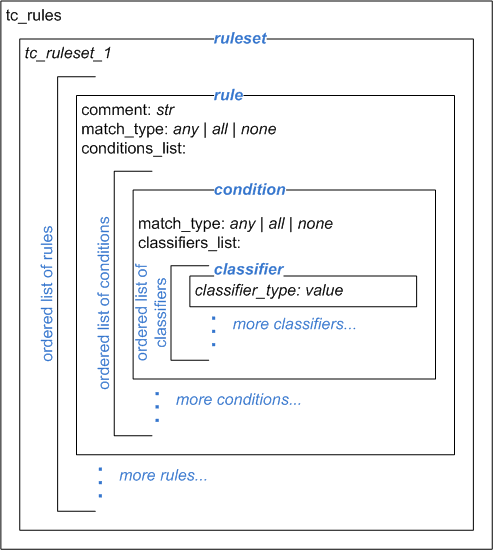 tc_rules
ruleset
tc_ruleset_1
rule
comment: str
match_type: any | all | none
conditions_list:
condition
match_type: any | all | none
classifiers_list:
classifier
classifier_type: value
more classifiers...
ordered list of
classifiers
more conditions...
ordered list of conditions
more rules...
ordered list of rules